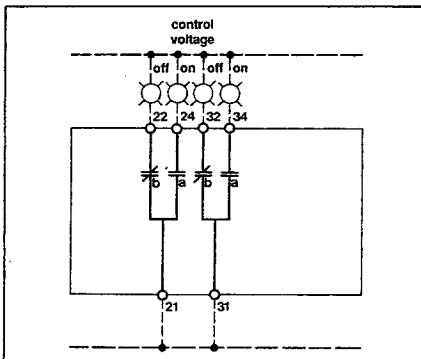 control
voltage
off on off on
22 24 32 34
b a b a
21 31